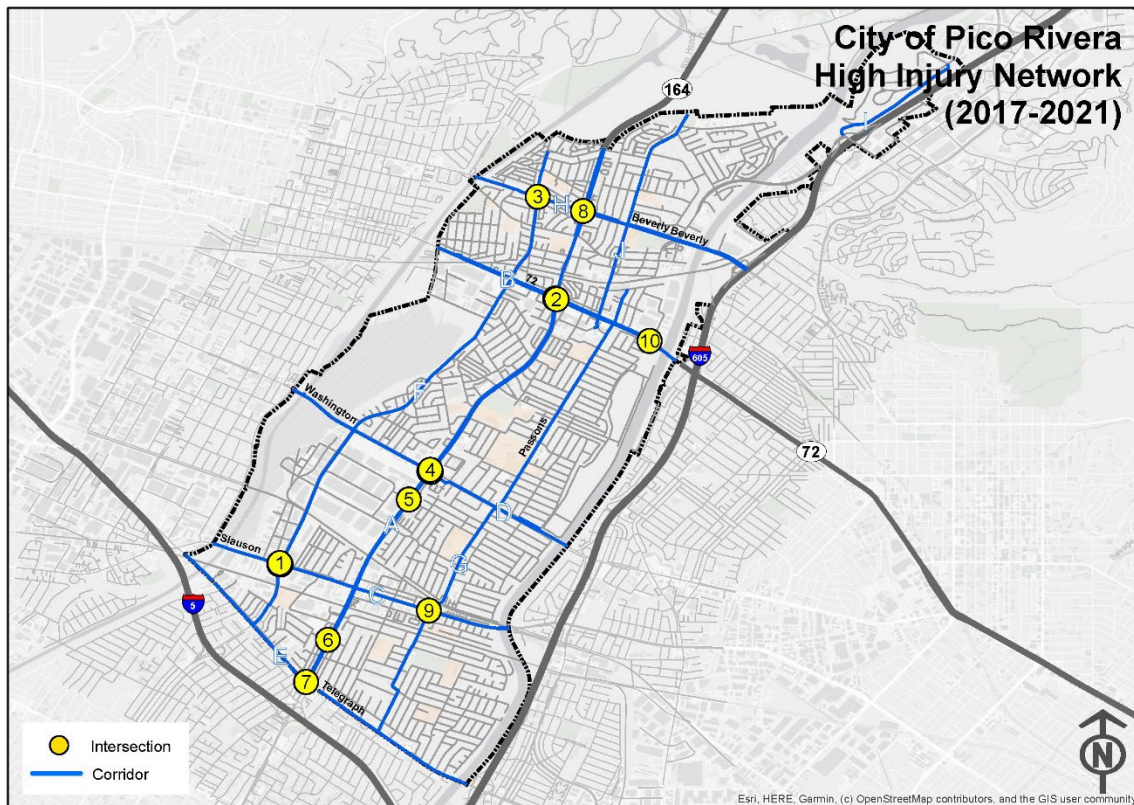 City of Pico Rivera
High Injury Network
(2017-2021)
164
I
3
H
8
Beverly Beverly
J
B
72
2
10
605
F
Washington
Passons
72
4
5
D
A
Slauson
1
G
C
5
9
6
E
7
Telegraph
Intersection
Corridor
N
Esri, HERE, Garmin, (c) OpenStreetMap contributors, and the GIS user community